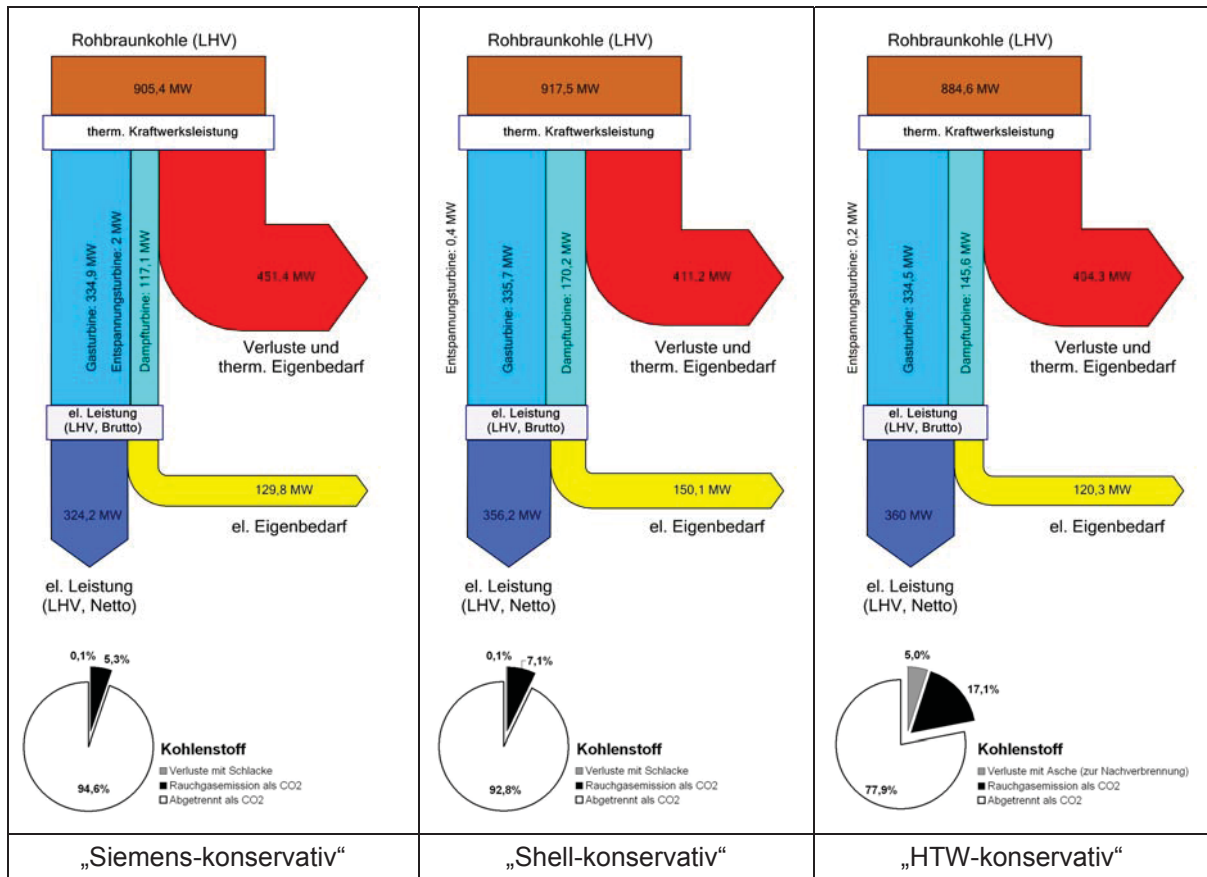 Rohbraunkohle (LHV)
905,4 MW
therm. Kraftwerksleistung
Gasturbine: 334,9 MW
Entspannungsturbine: 2 MW
Dampfturbine: 117,1 MW
451,4 MW
Verluste und
therm. Eigenbedarf
el. Leistung
(LHV, Brutto)
129,8 MW
324,2 MW
el. Eigenbedarf
el. Leistung
(LHV, Netto)
0,1%
5,3%
94,6%
Kohlenstoff
Verluste mit Schlacke
Rauchgasemission als CO2
Abgetrennt als CO2
„Siemens-konservativ“
Rohbraunkohle (LHV)
917,5 MW
therm. Kraftwerksleistung
Entspannungsturbine: 0,4 MW
Gasturbine: 335,7 MW
Dampfturbine: 170,2 MW
411,2 MW
Verluste und
therm. Eigenbedarf
el. Leistung
(LHV, Brutto)
150,1 MW
356,2 MW
el. Eigenbedarf
el. Leistung
(LHV, Netto)
0,1%
7,1%
92,8%
Kohlenstoff
Verluste mit Schlacke
Rauchgasemission als CO2
Abgetrennt als CO2
„Shell-konservativ“
Rohbraunkohle (LHV)
884,6 MW
therm. Kraftwerksleistung
Entspannungsturbine: 0,2 MW
Gasturbine: 334,5 MW
Dampfturbine: 145,6 MW
404,3 MW
Verluste und
therm. Eigenbedarf
el. Leistung
(LHV, Brutto)
120,3 MW
360 MW
el. Eigenbedarf
el. Leistung
(LHV, Netto)
5,0%
17,1%
77,9%
Kohlenstoff
Verluste mit Asche (zur Nachverbrennung)
Rauchgasemission als CO2
Abgetrennt als CO2
„HTW-konservativ“